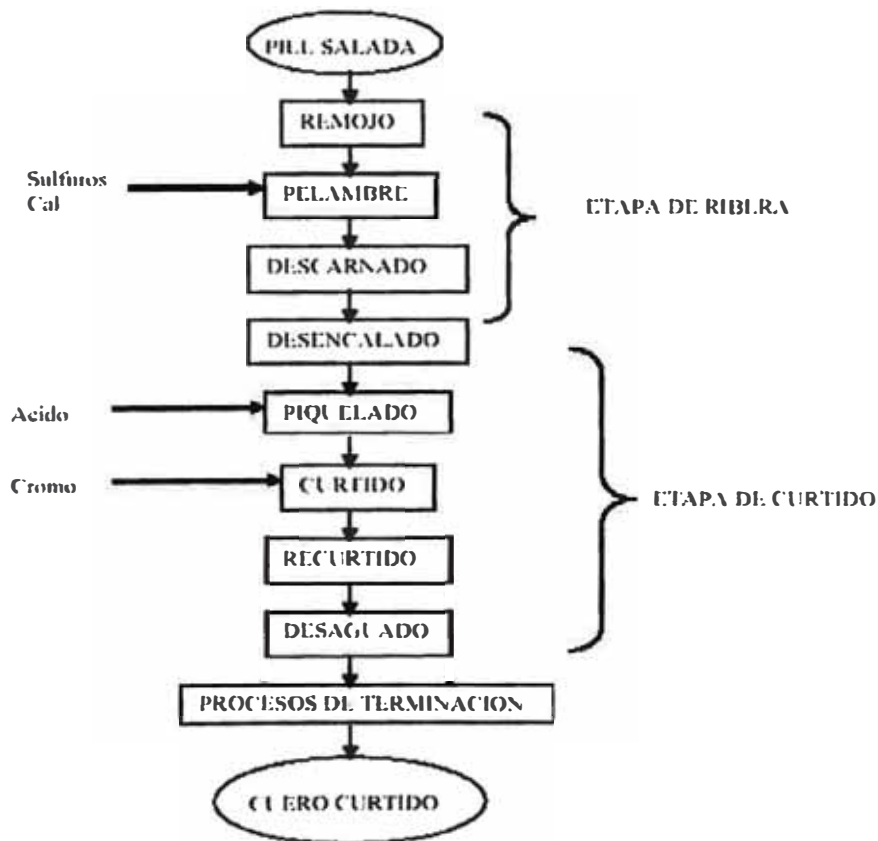 PIEL SALADA
REMOJO
Sulfuros
Cal
PELAMBRE
ETAPA DE RIBERA
DESCARNADO
DESENCALADO
Acido
PIQUELADO
Cromo
CURTIDO
ETAPA DE CURTIDO
RECURTIDO
DESAGUADO
PROCESOS DE TERMINACION
CUERO CURTIDO